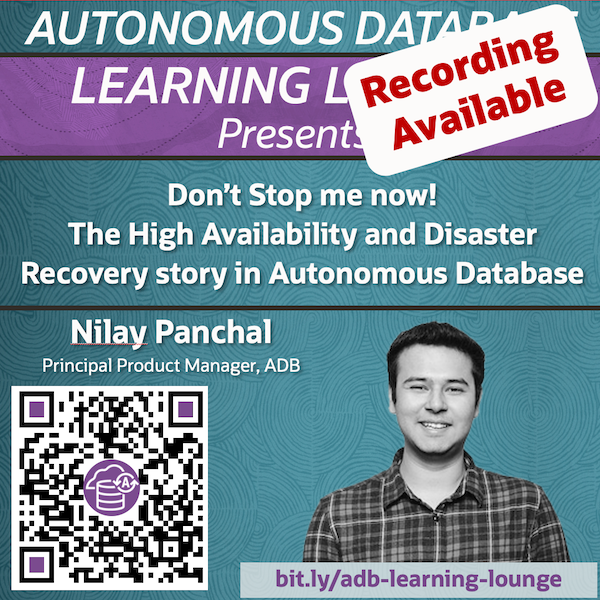 AUTONOMOUS DATAB
LEARNING L
Presents
Recording
Available
Don't Stop me now!
The High Availability and Disaster
Recovery story in Autonomous Database
Nilay Panchal
Principal Product Manager, ADB
A
bit.ly/adb-learning-lounge